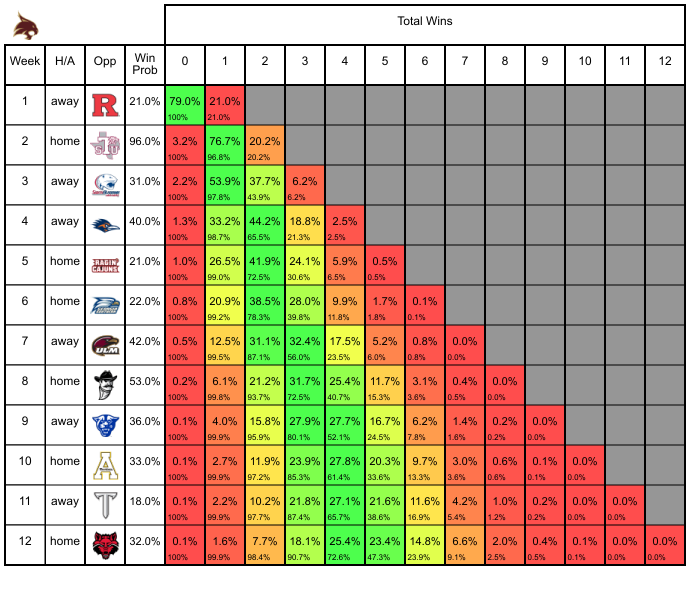 Total Wins
Week H/A Opp Win Prob 0 1 2 3 4 5 6 7 8 9 10 11 12
1 away R 21.0% 79.0% 21.0%
100% 21.0%
2 home 96.0% 3.2% 76.7% 20.2%
100% 96.8% 20.2%
3 away 31.0% 2.2% 53.9% 37.7% 6.2%
100% 97.8% 43.9% 6.2%
4 away 40.0% 1.3% 33.2% 44.2% 18.8% 2.5%
100% 98.7% 65.5% 21.3% 2.5%
5 home RAGIN' CAJUNS 21.0% 1.0% 26.5% 41.9% 24.1% 5.9% 0.5%
100% 99.0% 72.5% 30.6% 6.5% 0.5%
6 home 22.0% 0.8% 20.9% 38.5% 28.0% 9.9% 1.7% 0.1%
100% 99.2% 78.3% 39.8% 11.8% 1.8% 0.1%
7 away ULM 42.0% 0.5% 12.5% 31.1% 32.4% 17.5% 5.2% 0.8% 0.0%
100% 99.5% 87.1% 56.0% 23.5% 6.0% 0.8% 0.0%
8 home 53.0% 0.2% 6.1% 21.2% 31.7% 25.4% 11.7% 3.1% 0.4% 0.0%
100% 99.8% 93.7% 72.5% 40.7% 15.3% 3.6% 0.5% 0.0%
9 away 36.0% 0.1% 4.0% 15.8% 27.9% 27.7% 16.7% 6.2% 1.4% 0.2% 0.0%
100% 99.9% 95.9% 80.1% 52.1% 24.5% 7.8% 1.6% 0.2% 0.0%
10 home A 33.0% 0.1% 2.7% 11.9% 23.9% 27.8% 20.3% 9.7% 3.0% 0.6% 0.1% 0.0%
100% 99.9% 97.2% 85.3% 61.4% 33.6% 13.3% 3.6% 0.6% 0.1% 0.0%
11 away T 18.0% 0.1% 2.2% 10.2% 21.8% 27.1% 21.6% 11.6% 4.2% 1.0% 0.2% 0.0% 0.0%
100% 99.9% 97.7% 87.4% 65.7% 38.6% 16.9% 5.4% 1.2% 0.2% 0.0% 0.0%
12 home 32.0% 0.1% 1.6% 7.7% 18.1% 25.4% 23.4% 14.8% 6.6% 2.0% 0.4% 0.1% 0.0% 0.0%
100% 99.9% 98.4% 90.7% 72.6% 47.3% 23.9% 9.1% 2.5% 0.5% 0.1% 0.0% 0.0%